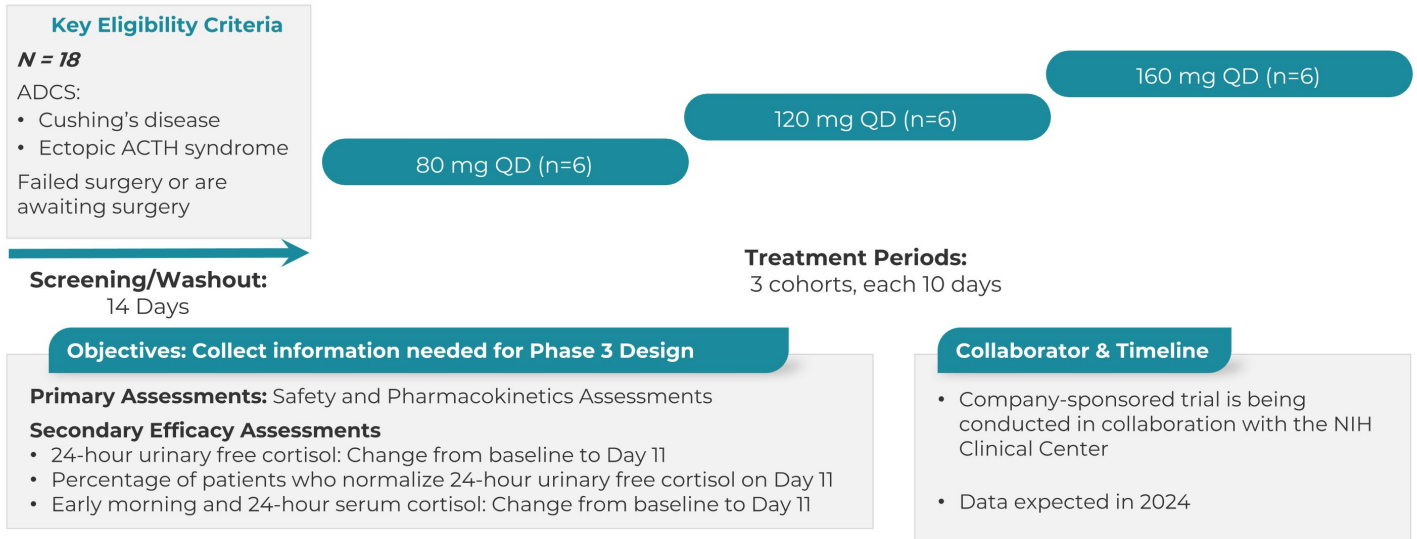 Key Eligibility Criteria
N = 18
ADCS:
• Cushing's disease
• Ectopic ACTH syndrome
Failed surgery or are
awaiting surgery
80 mg QD (n=6)
120 mg QD (n=6)
160 mg QD (n=6)
Screening/Washout:
14 Days
Treatment Periods:
3 cohorts, each 10 days
Objectives: Collect information needed for Phase 3 Design
Primary Assessments: Safety and Pharmacokinetics Assessments
Secondary Efficacy Assessments
• 24-hour urinary free cortisol: Change from baseline to Day 11
• Percentage of patients who normalize 24-hour urinary free cortisol on Day 11
• Early morning and 24-hour serum cortisol: Change from baseline to Day 11
Collaborator & Timeline
• Company-sponsored trial is being
conducted in collaboration with the NIH
Clinical Center
• Data expected in 2024